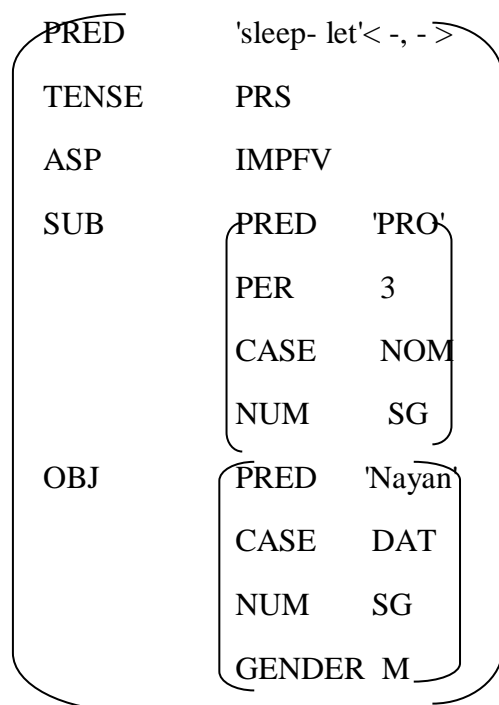 PRED 'sleep- let'< -, - >
TENSE PRS
ASP IMPFV
SUB PRED 'PRO'
PER 3
CASE NOM
NUM SG
OBJ PRED 'Nayan'
CASE DAT
NUM SG
GENDER M